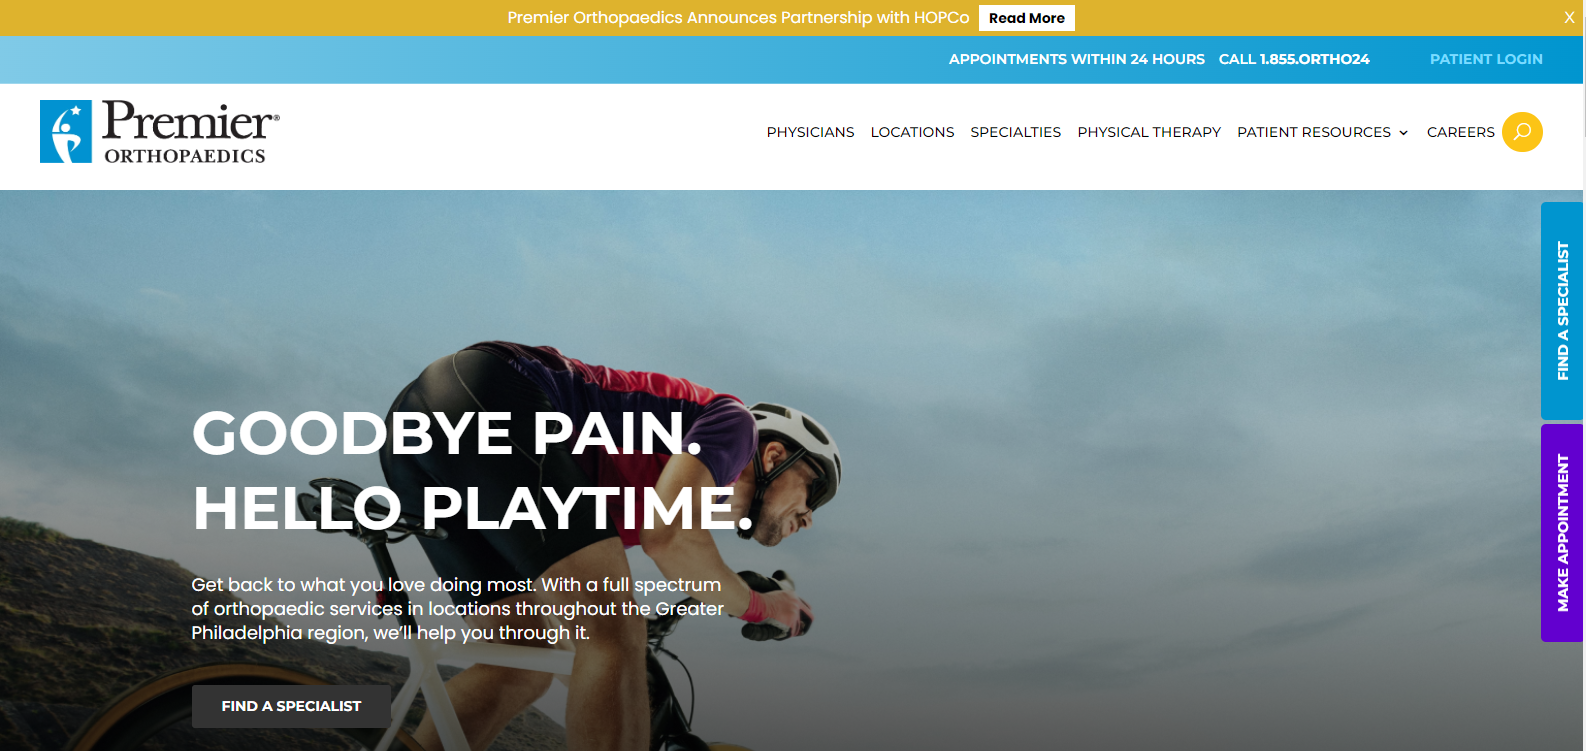 Premier Orthopaedics Announces Partnership with HOPCo Read More X
APPOINTMENTS WITHIN 24 HOURS CALL 1.855.ORTHO24 PATIENT LOGIN
Premier®
ORTHOPAEDICS
PHYSICIANS LOCATIONS SPECIALTIES PHYSICAL THERAPY PATIENT RESOURCES CAREERS
GOODBYE PAIN.
HELLO PLAYTIME.
Get back to what you love doing most. With a full spectrum
of orthopaedic services in locations throughout the Greater
Philadelphia region, we’ll help you through it.
FIND A SPECIALIST
FIND A SPECIALIST
MAKE APPOINTMENT